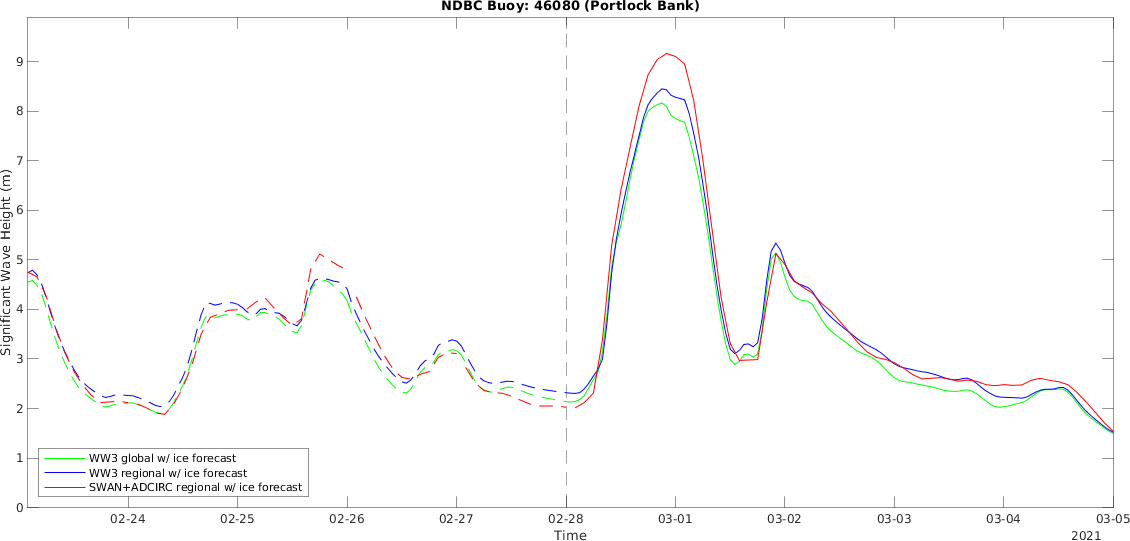 NDBC Buoy: 46080 (Portlock Bank)
Significant Wave Height (m)
9
8
7
6
5
4
3
2
1
0
WW3 global w/ ice forecast
WW3 regional w/ ice forecast
SWAN+ADCIRC regional w/ ice forecast
02-24 02-25 02-26 02-27 02-28 03-01 03-02 03-03 03-04 03-05
Time
2021